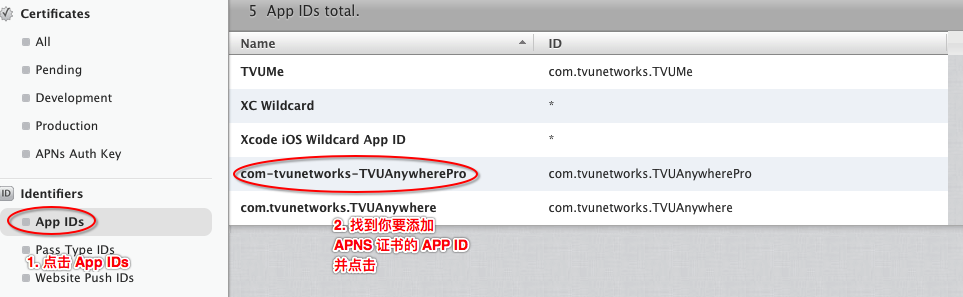 Certificates
All
Pending
Development
Production
APNs Auth Key
ID Identifiers
App IDs
Pass Type IDs
1. 点击 App IDs
Website Push IDs
5 App IDs total.
Name ID
TVUMe com.tvunetworks.TVUMe
XC Wildcard *
Xcode iOS Wildcard App ID *
com-tvunetworks-TVUAnywherePro com.tvunetworks.TVUAnywherePro
com.tvunetworks.TVUAnywhere com.tvunetworks.TVUAnywhere
2. 找到你要添加
APNS 证书的 APP ID
并点击